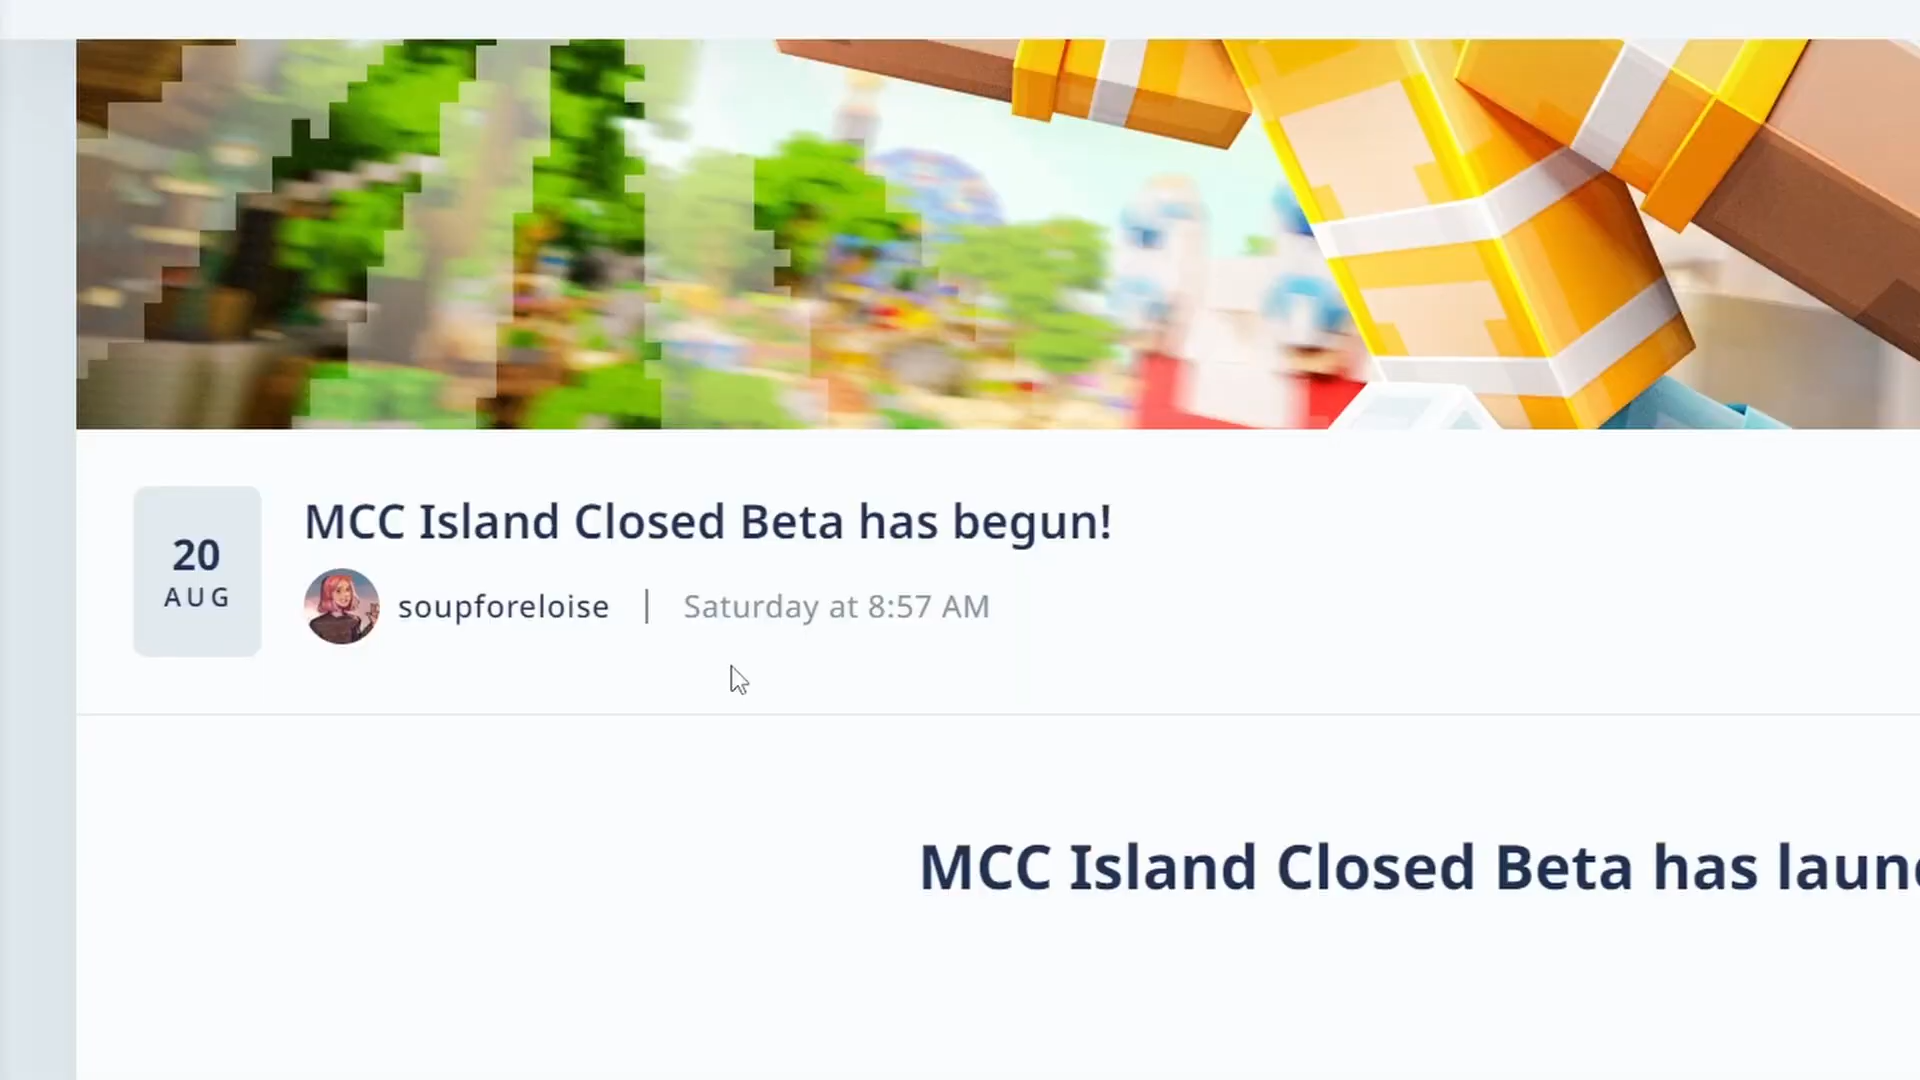 20
AUG
MCC Island Closed Beta has begun!
soupforeloise | Saturday at 8:57 AM
MCC Island Closed Beta has